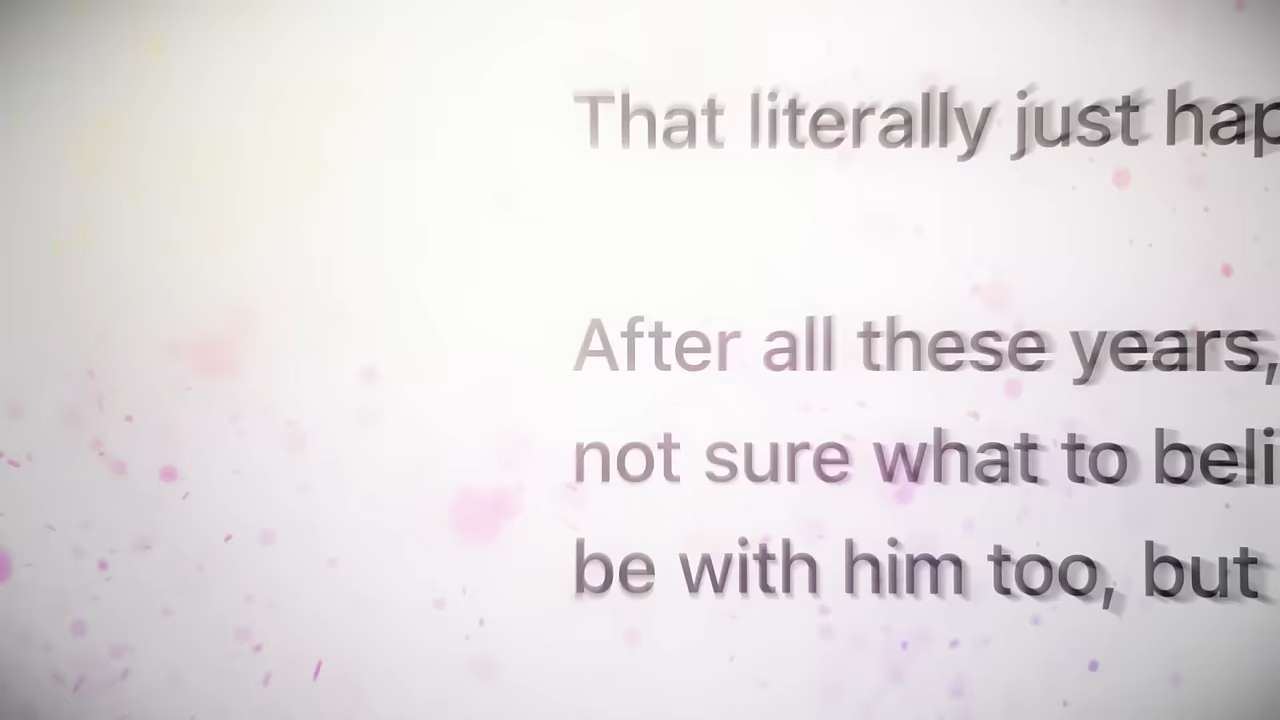 That literally just hap
After all these years,
not sure what to beli
be with him too, but